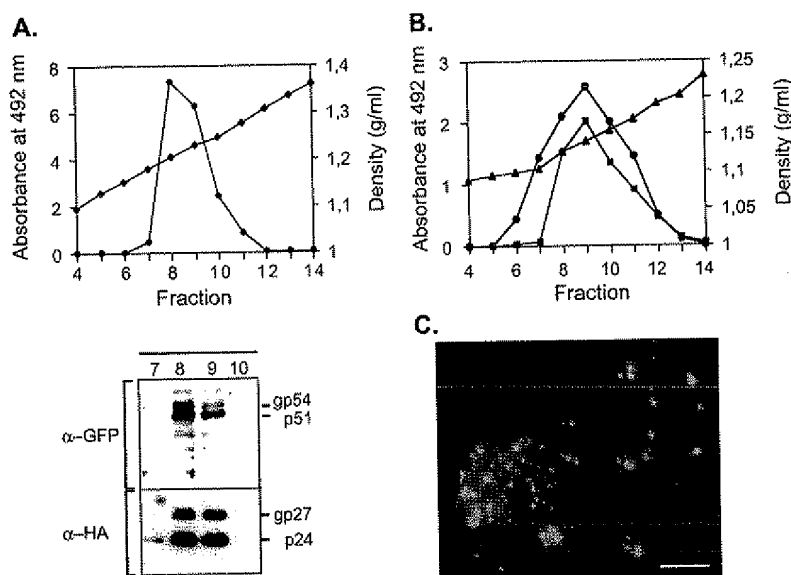 A.
Absorbance at 492 nm
8
6
4
2
0
1,4
1,3
1,2
1,1
1
Density (g/ml)
4 6 8 10 12 14
Fraction
B.
Absorbance at 492 nm
3
2
1
0
1,25
1,2
1,15
1,1
1,05
1
Density (g/ml)
4 6 8 10 12 14
Fraction
7 8 9 10
α-GFP
gp54
p51
α-HA
gp27
p24
C.